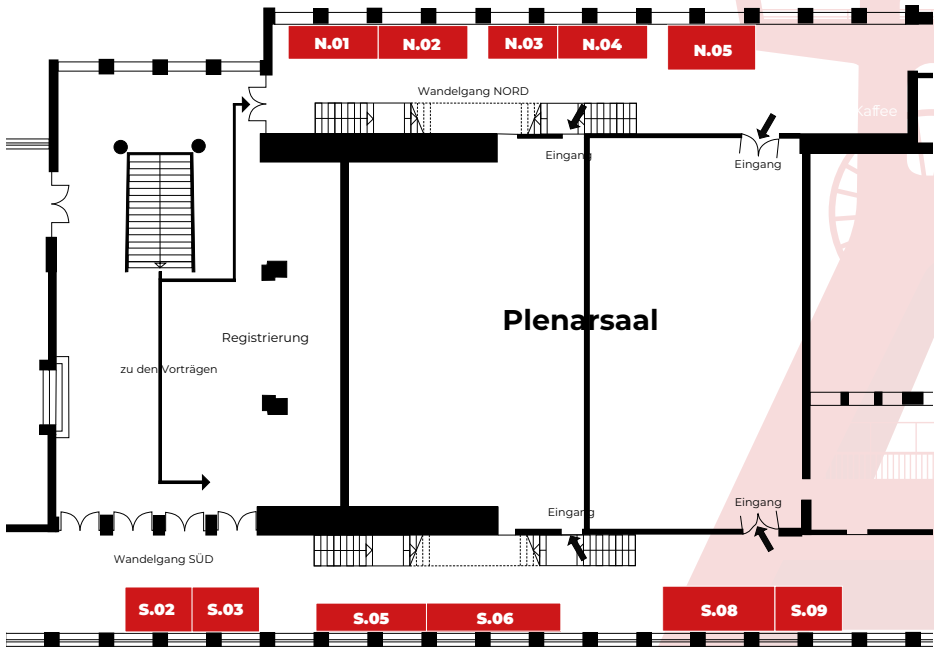 N.01
N.02
N.03
N.04
N.05
Wandelgang NORD
Kaffee
Eingang
Eingang
Plenarsaal
Registrierung
zu den Vorträgen
Eingang
Eingang
Wandelgang SÜD
S.02
S.03
S.05
S.06
S.08
S.09